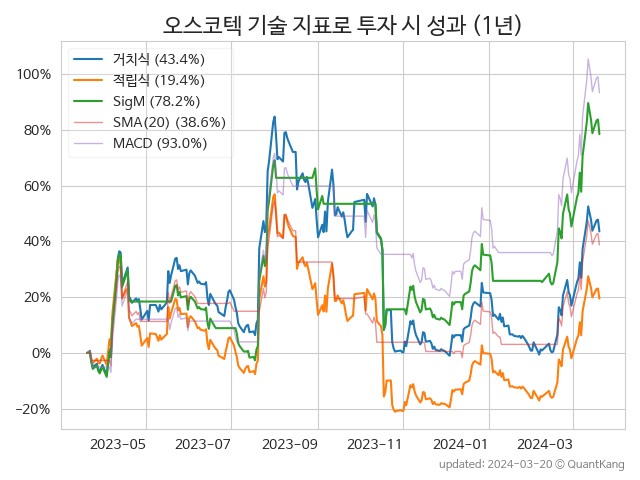 오스코텍 기술 지표로 투자 시 성과 (1년)
거치식 (43.4%)
적립식 (19.4%)
SigM (78.2%)
SMA(20) (38.6%)
MACD (93.0%)
100%
80%
60%
40%
20%
0%
−20%
2023-05 2023-07 2023-09 2023-11 2024-01 2024-03
updated: 2024-03-20 © QuantKang